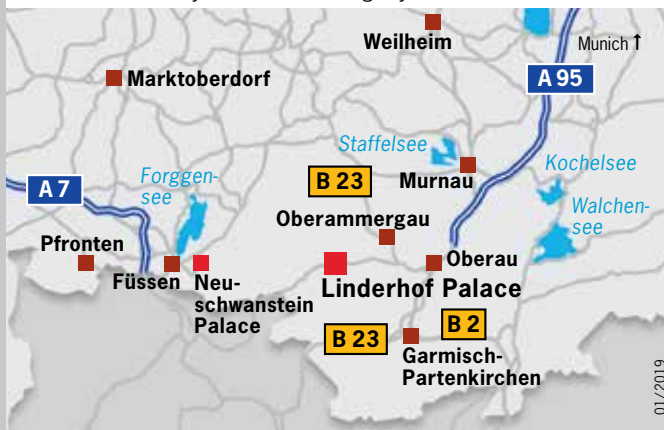 Weilheim
Munich ↑
Marktoberdorf
A 95
Staffelsee
Forggen-
see
B 23
Murnau
Kochelsee
A 7
Walchen-
see
Oberammergau
Pfronten
Oberau
Füssen
Neu-
schwanstein
Palace
Linderhof Palace
B 23
B 2
Garmisch-
Partenkirchen
01/2019